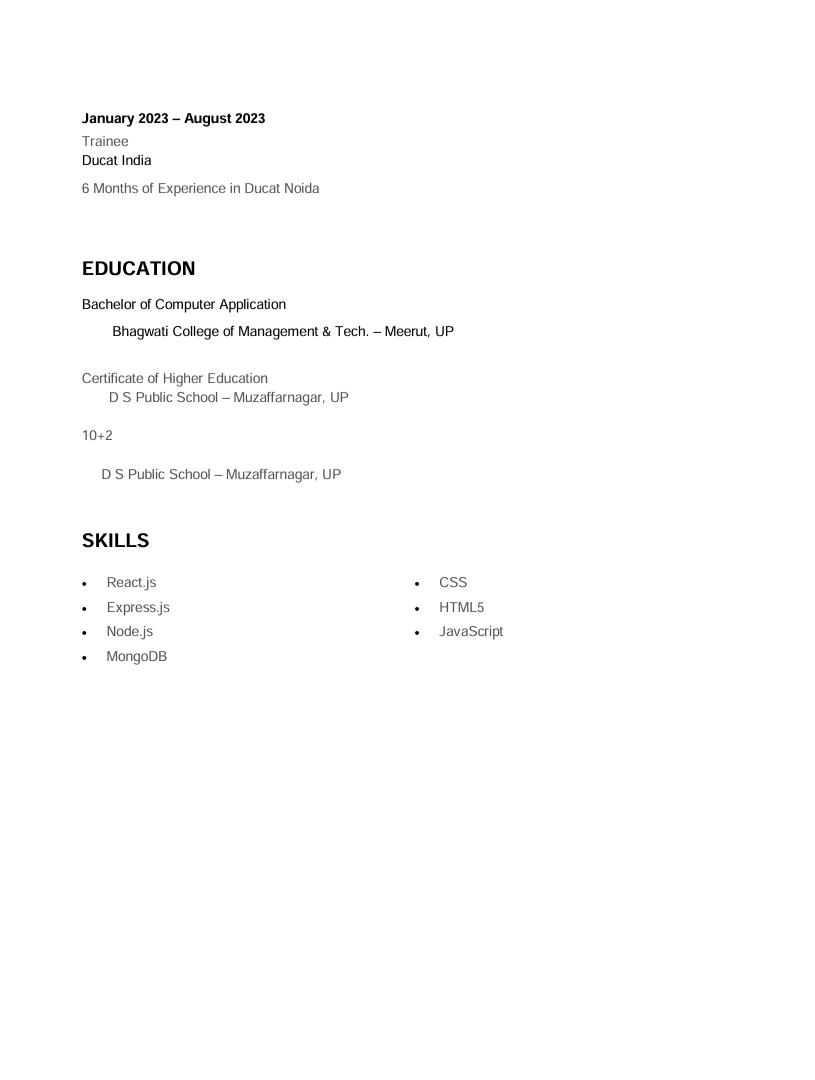 January 2023 – August 2023
Trainee
Ducat India
6 Months of Experience in Ducat Noida
EDUCATION
Bachelor of Computer Application
Bhagwati College of Management & Tech. – Meerut, UP
Certificate of Higher Education
D S Public School – Muzaffarnagar, UP
10+2
D S Public School – Muzaffarnagar, UP
SKILLS
• React.js
• Express.js
• Node.js
• MongoDB
• CSS
• HTML5
• JavaScript